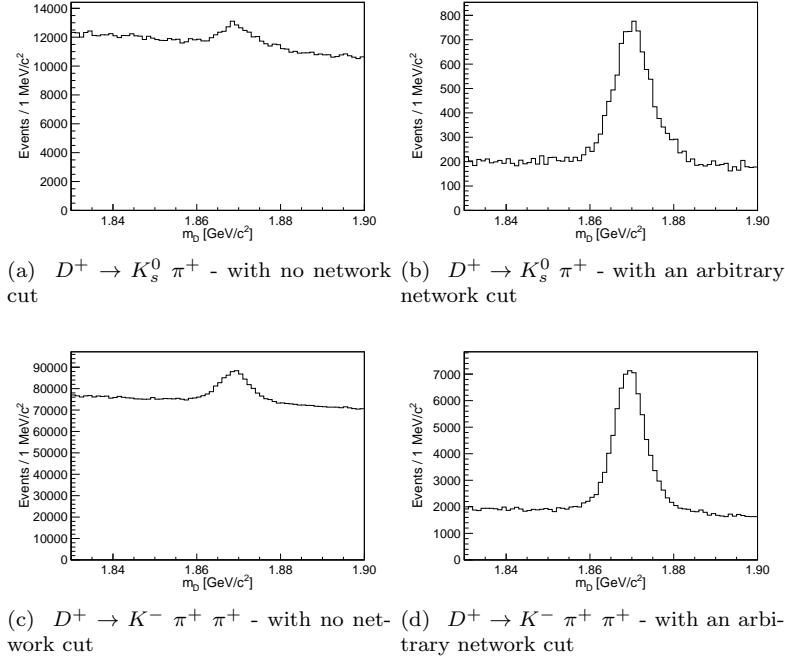 14000
12000
10000
8000
6000
4000
2000
0
Events / 1 MeV/c²
1.84 1.86 1.88 1.90
m_D [GeV/c²]
800
700
600
500
400
300
200
100
0
Events / 1 MeV/c²
1.84 1.86 1.88 1.90
m_D [GeV/c²]
(a) D⁺ → K_s⁰ π⁺ - with no network
cut
(b) D⁺ → K_s⁰ π⁺ - with an arbitrary
network cut
90000
80000
70000
60000
50000
40000
30000
20000
10000
0
Events / 1 MeV/c²
1.84 1.86 1.88 1.90
m_D [GeV/c²]
7000
6000
5000
4000
3000
2000
1000
0
Events / 1 MeV/c²
1.84 1.86 1.88 1.90
m_D [GeV/c²]
(c) D⁺ → K⁻ π⁺ π⁺ - with no net-
work cut
(d) D⁺ → K⁻ π⁺ π⁺ - with an arbi-
trary network cut